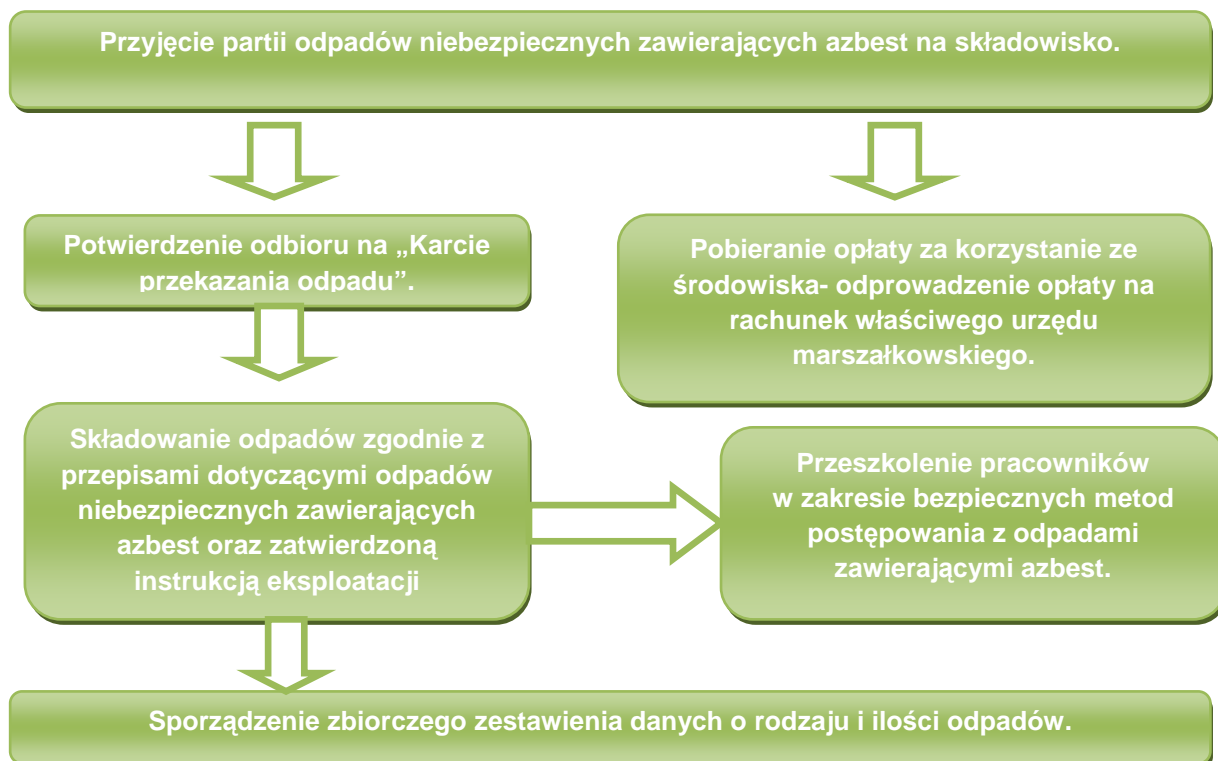 Przyjęcie partii odpadów niebezpiecznych zawierających azbest na składowisko.
Potwierdzenie odbioru na „Karcie
przekazania odpadu”.
Pobieranie opłaty za korzystanie ze
środowiska- odprowadzenie opłaty na
rachunek właściwego urzędu
marszałkowskiego.
Składowanie odpadów zgodnie z
przepisami dotyczącymi odpadów
niebezpiecznych zawierających
azbest oraz zatwierdzoną
instrukcją eksploatacji
Przeszkolenie pracowników
w zakresie bezpiecznych metod
postępowania z odpadami
zawierającymi azbest.
Sporządzenie zbiorczego zestawienia danych o rodzaju i ilości odpadów.